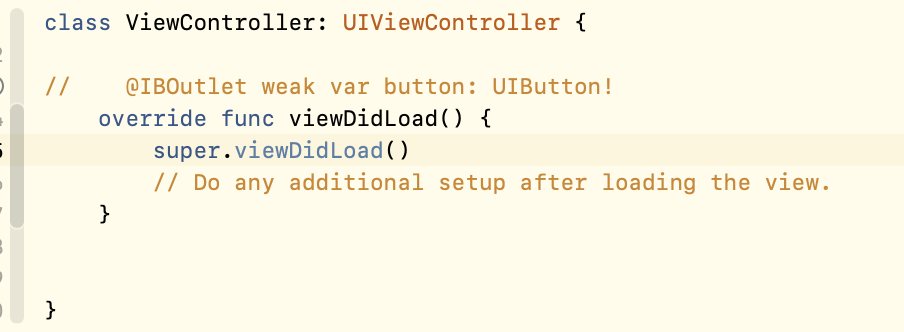 class ViewController: UIViewController {
//    @IBOutlet weak var button: UIButton!
    override func viewDidLoad() {
        super.viewDidLoad()
        // Do any additional setup after loading the view.
    }
}